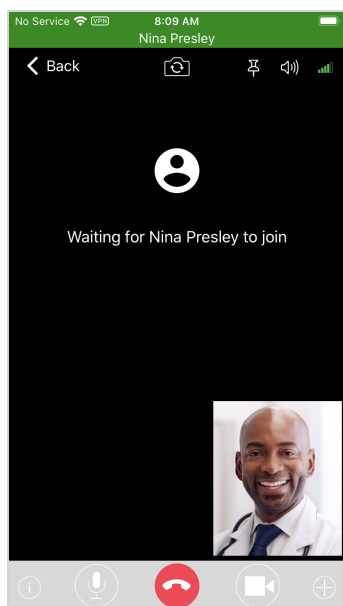 No Service VPN 8:09 AM
Nina Presley
Back
Waiting for Nina Presley to join